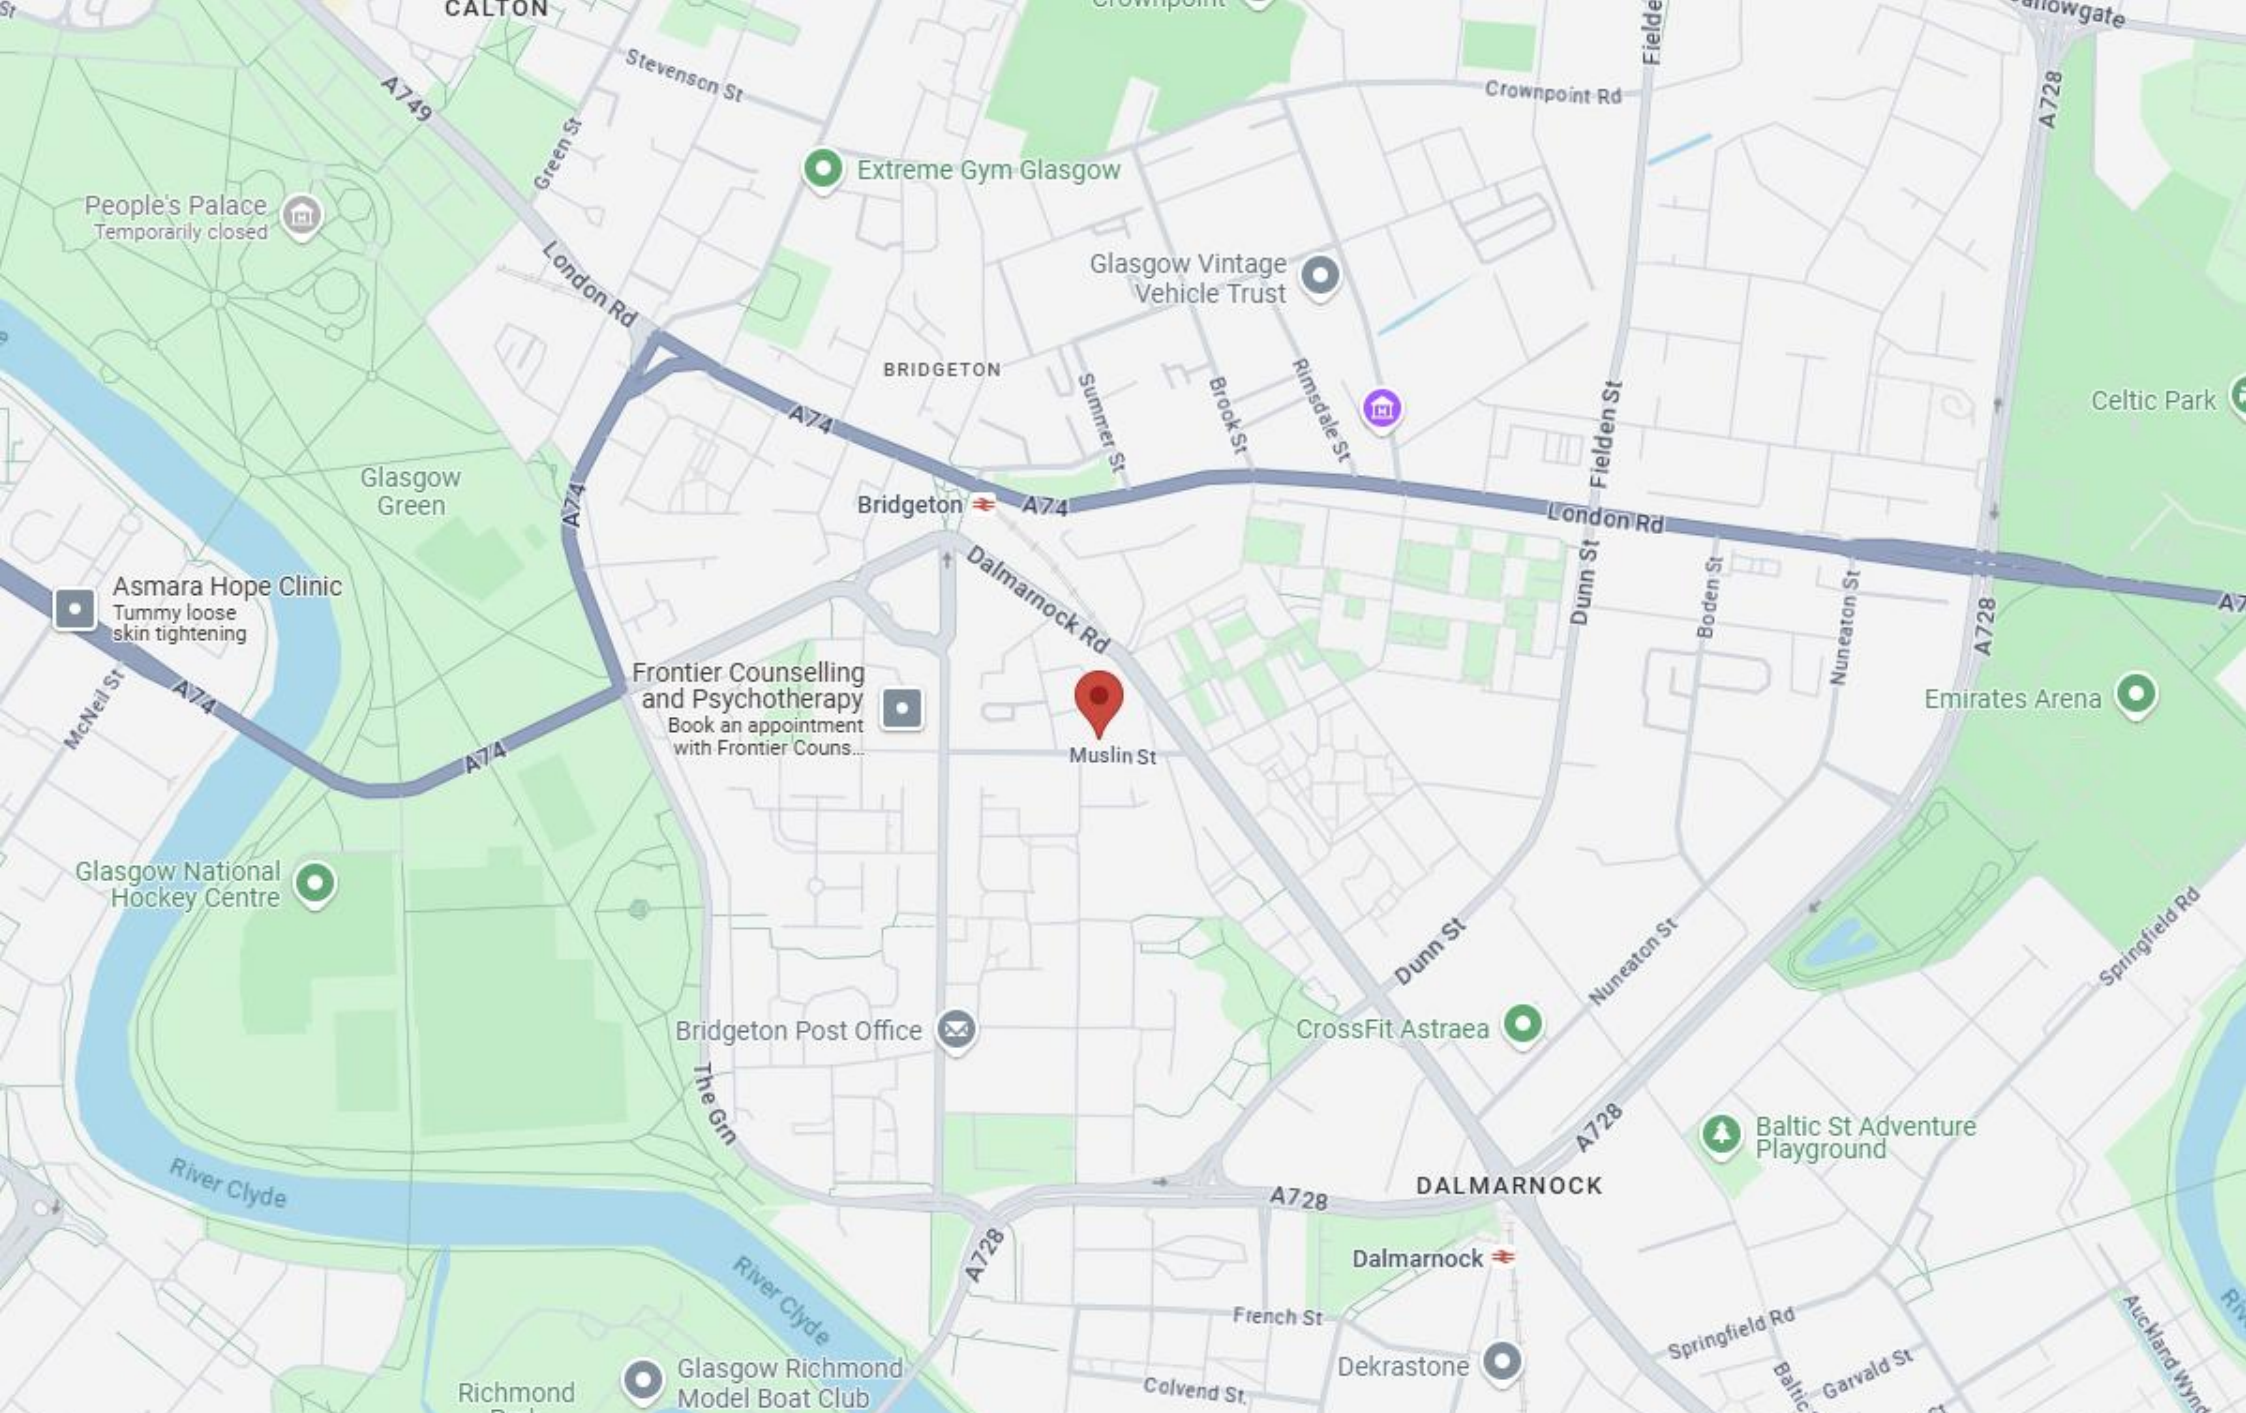 CALTON
Crownpoint
A749
Stevenson St
Green St
Crownpoint Rd
A728
Extreme Gym Glasgow
People's Palace
Temporarily closed
London Rd
Glasgow Vintage
Vehicle Trust
BRIDGETON
A74
Summer St
Brook St
Rimsdale St
Fielden St
Celtic Park
Glasgow
Green
A74
Bridgeton
A74
London Rd
Dunn St
Boden St
Nuneaton St
A728
Asmara Hope Clinic
Tummy loose
skin tightening
Dalmarnock Rd
McNeil St
A74
Frontier Counselling
and Psychotherapy
Book an appointment
with Frontier Couns...
Emirates Arena
A74
Muslin St
Glasgow National
Hockey Centre
Dunn St
Nuneaton St
Springfield Rd
Bridgeton Post Office
CrossFit Astraea
The Grn
A728
Baltic St Adventure
Playground
River Clyde
DALMARNOCK
A728
A728
Dalmarnock
River Clyde
French St
Springfield Rd
Auckland Wynd
Glasgow Richmond
Model Boat Club
Dekrastone
Garvald St
Baltic
Richmond
Colvend St.